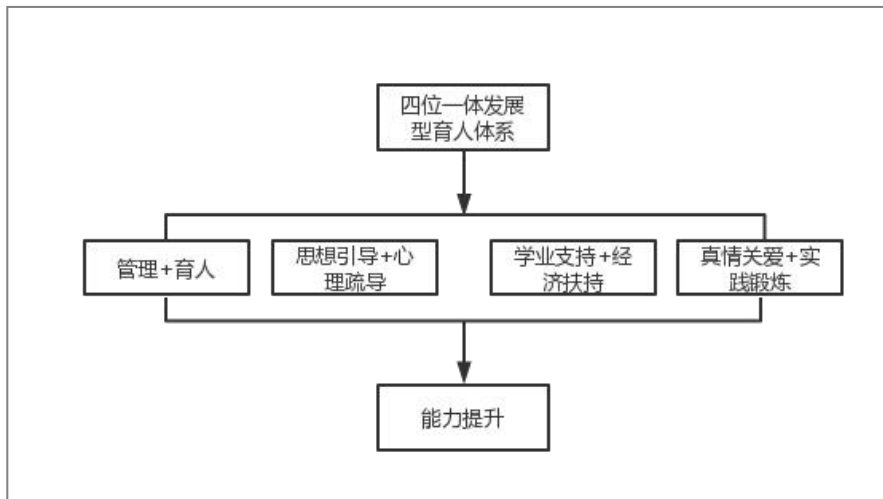 四位一体发展
型育人体系
管理+育人
思想引导+心
理疏导
学业支持+经
济扶持
真情关爱+实
践锻炼
能力提升